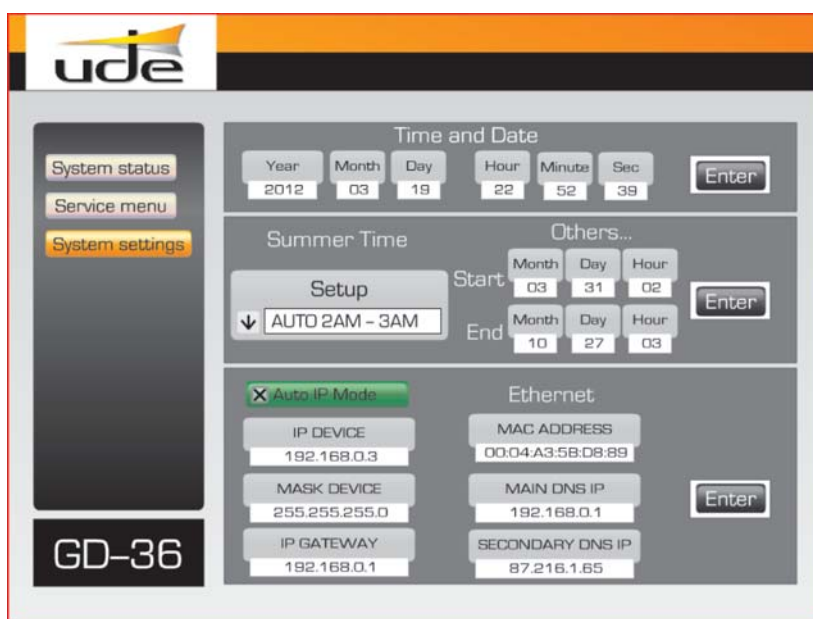 ude
System status
Service menu
System settings
GD-36
Time and Date
Year Month Day Hour Minute Sec
2012 03 19 22 52 39
Enter
Summer Time
Setup
AUTO 2AM - 3AM
Others...
Start
Month Day Hour
03 31 02
End
Month Day Hour
10 27 03
Enter
X Auto IP Mode
Ethernet
IP DEVICE
192.168.0.3
MAC ADDRESS
00:04:A3:5B:D8:89
MASK DEVICE
255.255.255.0
MAIN DNS IP
192.168.0.1
IP GATEWAY
192.168.0.1
SECONDARY DNS IP
87.216.1.65
Enter